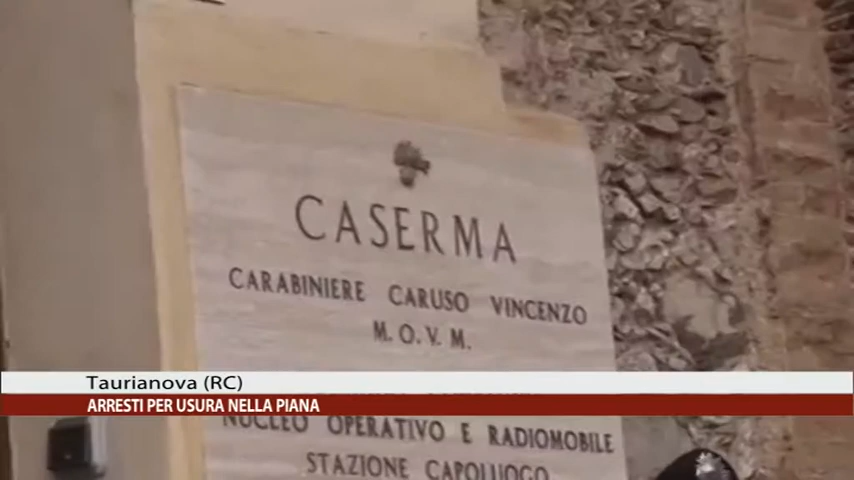 CASERMA
CARABINIERE CARUSO VINCENZO
M.O.V.M.
Taurianova (RC)
ARRESTI PER USURA NELLA PIANA
NUCLEO OPERATIVO E RADIOMOBILE
STAZIONE CAPOLUOGO